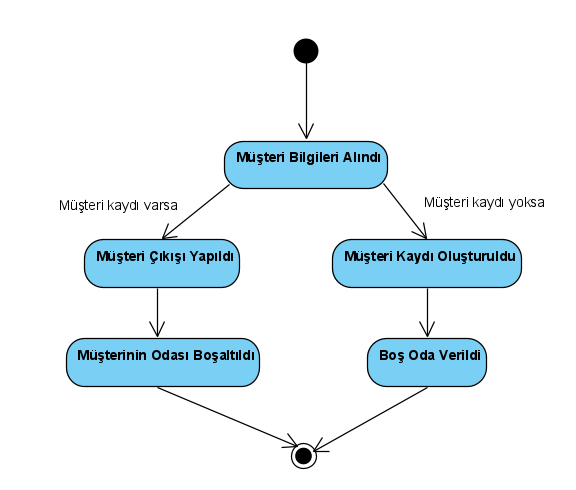 Müşteri Bilgileri Alındı
Müşteri kaydı varsa
Müşteri kaydı yoksa
Müşteri Çıkışı Yapıldı
Müşteri Kaydı Oluşturuldu
Müşterinin Odası Boşaltıldı
Boş Oda Verildi